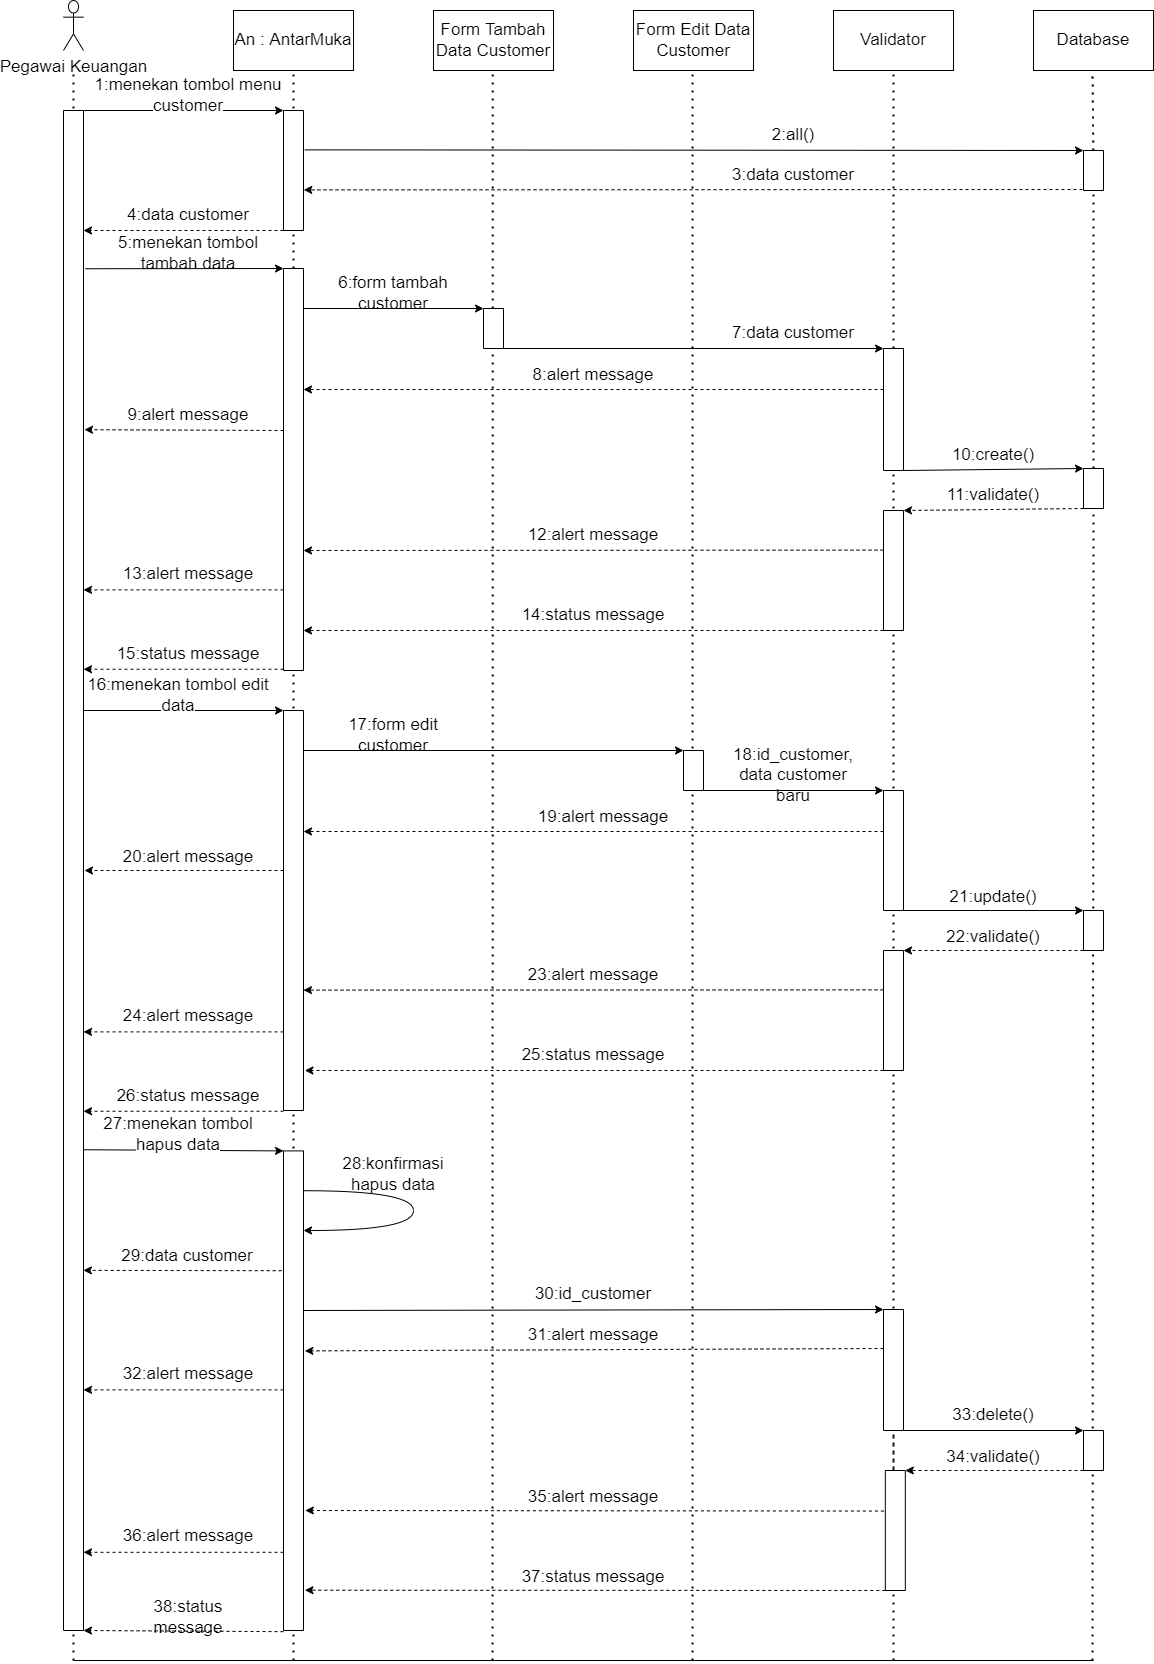 Pegawai Keuangan
An : AntarMuka
Form Tambah
Data Customer
Form Edit Data
Customer
Validator
Database
1:menekan tombol menu
customer
2:all()
3:data customer
4:data customer
5:menekan tombol
tambah data
6:form tambah
customer
7:data customer
8:alert message
9:alert message
10:create()
11:validate()
12:alert message
13:alert message
14:status message
15:status message
16:menekan tombol edit
data
17:form edit
customer
18:id_customer,
data customer
baru
19:alert message
20:alert message
21:update()
22:validate()
23:alert message
24:alert message
25:status message
26:status message
27:menekan tombol
hapus data
28:konfirmasi
hapus data
29:data customer
30:id_customer
31:alert message
32:alert message
33:delete()
34:validate()
35:alert message
36:alert message
37:status message
38:status
message